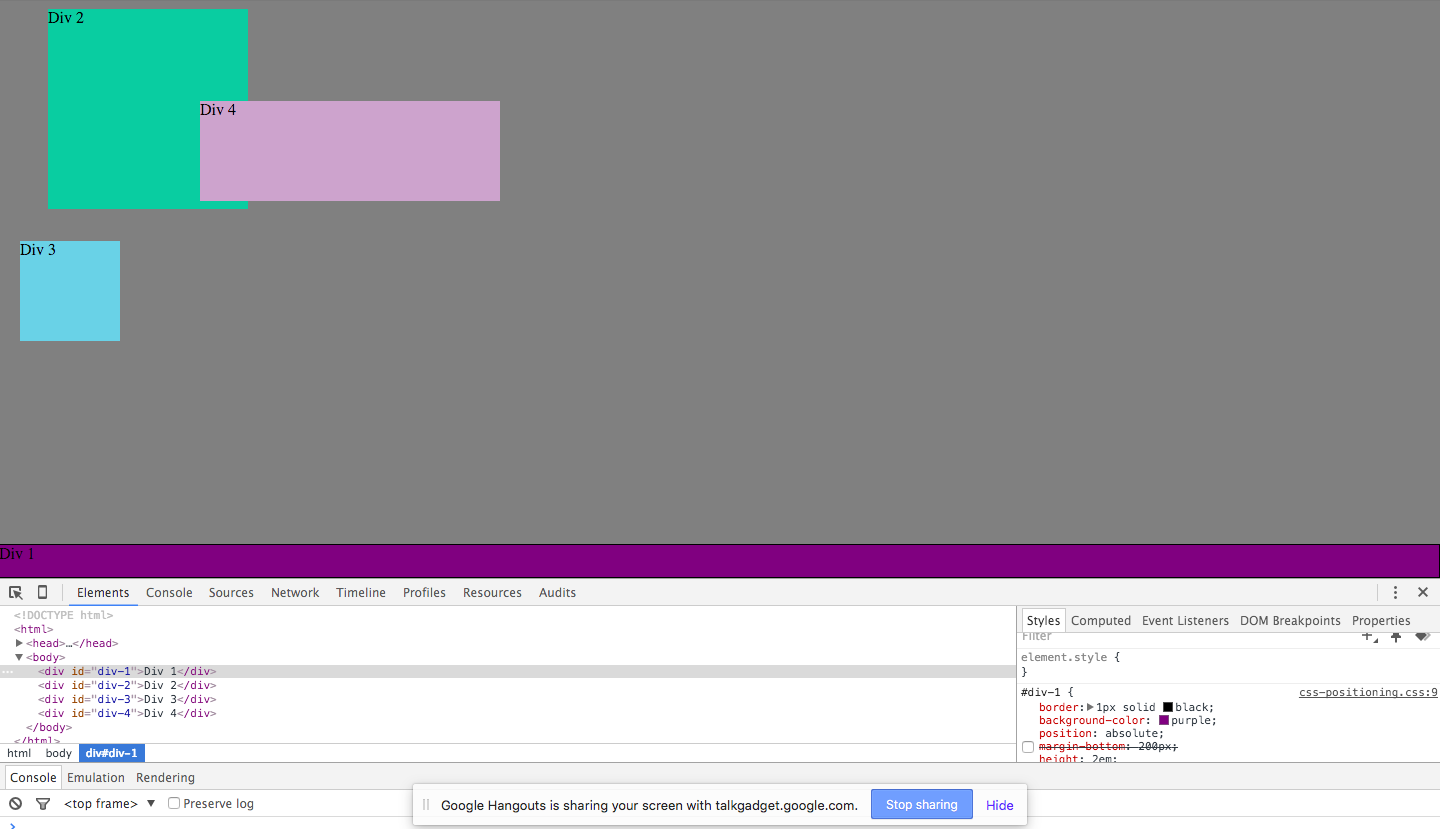 Div 2
Div 4
Div 3
Div 1
Elements Console Sources Network Timeline Profiles Resources Audits
<!DOCTYPE html>
<html>
<head>…</head>
<body>
<div id="div-1">Div 1</div>
<div id="div-2">Div 2</div>
<div id="div-3">Div 3</div>
<div id="div-4">Div 4</div>
</body>
</html>
html body div#div-1
Styles Computed Event Listeners DOM Breakpoints Properties
Filter
element.style {
}
#div-1 { css-positioning.css:9
border: 1px solid black;
background-color: purple;
position: absolute;
margin-bottom: 200px;
height: 2em;
Console Emulation Rendering
<top frame> ▼ Preserve log
Google Hangouts is sharing your screen with talkgadget.google.com. Stop sharing Hide